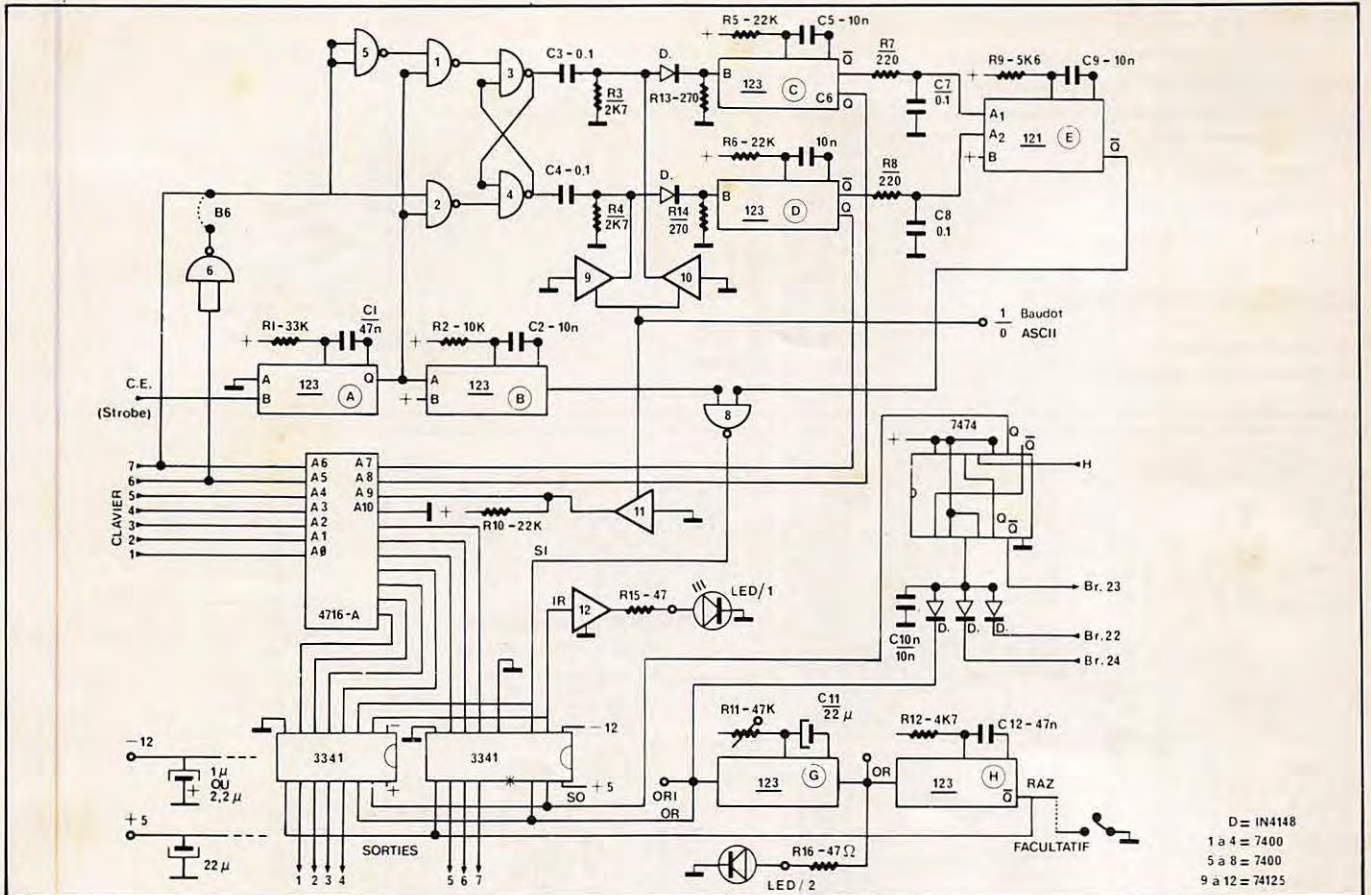 R5-22K
C5-10n
5
1
3
C3-0.1
D.
R13-270
R3
2K7
B
123
C
Q̅
C6
Q
R7
220
C7
0.1
R9-5K6
C9-10n
A1
A2
B
121
E
Q̅
B6
6
2
4
C4-0.1
R4
2K7
D.
R14
270
R6-22K
10n
B
123
D
Q̅
Q
R8
220
C8
0.1
9
10
1
0
Baudot
ASCII
C.E.
(Strobe)
R1-33K
C1
47n
A
B
123
A
Q
R2-10K
C2-10n
A
B
123
B
8
CLAVIER
7
6
5
4
3
2
1
A6
A5
A4
A3
A2
A1
A0
A7
A8
A9
A10
4716-A
R10-22K
11
SI
7474
Q
Q̅
H
Q
Q̅
Br.23
Br.22
Br.24
C10n
10n
D.
D.
D.
IR
12
R15-47
LED/1
-12
1µ
OU
2,2µ
+5
22µ
3341
-
+
3341
*
-12
+5
SO
SORTIES
1 2 3 4
5 6 7
R11-47K
C11
22µ
123
G
ORI
OR
OR
R12-4K7
C12-47n
123
H
Q̅
RAZ
FACULTATIF
R16-47Ω
LED/2
D = IN4148
1 à 4 = 7400
5 à 8 = 7400
9 à 12 = 74125